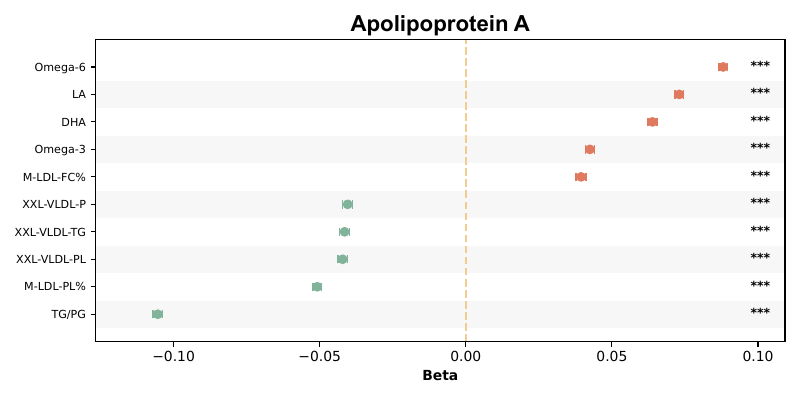 Apolipoprotein A
Omega-6 ***
LA ***
DHA ***
Omega-3 ***
M-LDL-FC% ***
XXL-VLDL-P ***
XXL-VLDL-TG ***
XXL-VLDL-PL ***
M-LDL-PL% ***
TG/PG ***
−0.10 −0.05 0.00 0.05 0.10
Beta